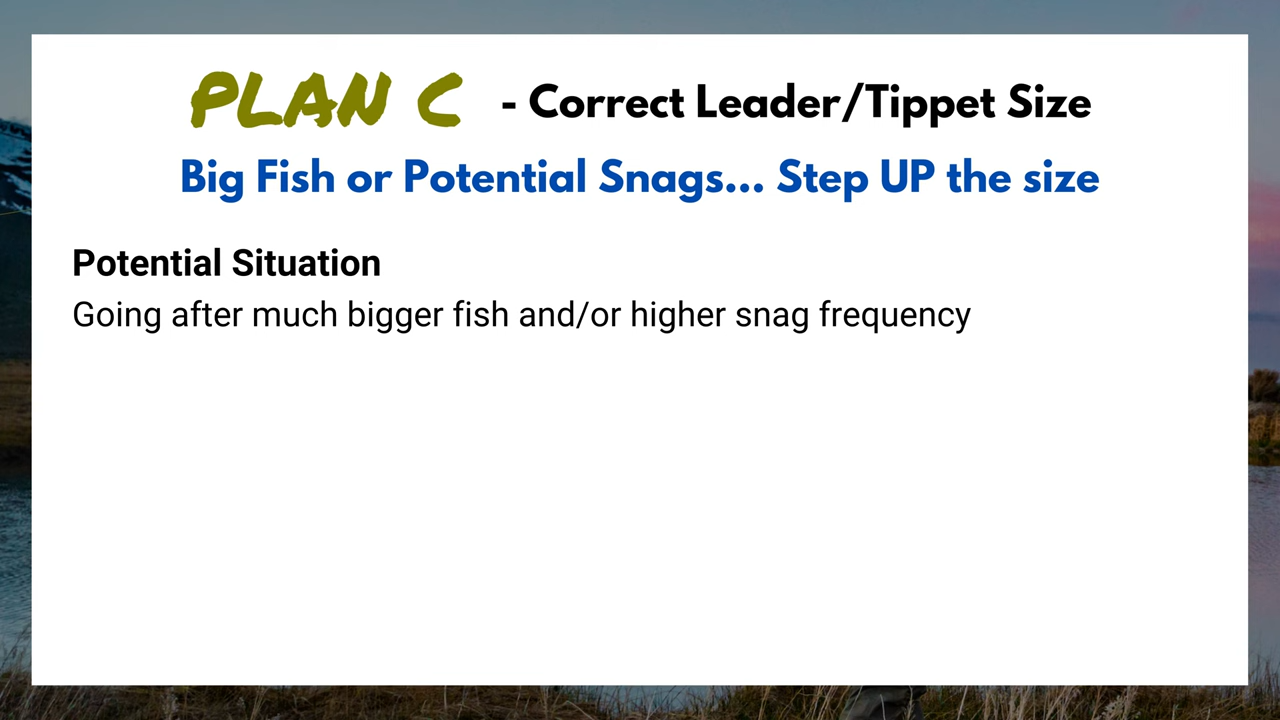 PLAN C - Correct Leader/Tippet Size
Big Fish or Potential Snags... Step UP the size
Potential Situation
Going after much bigger fish and/or higher snag frequency